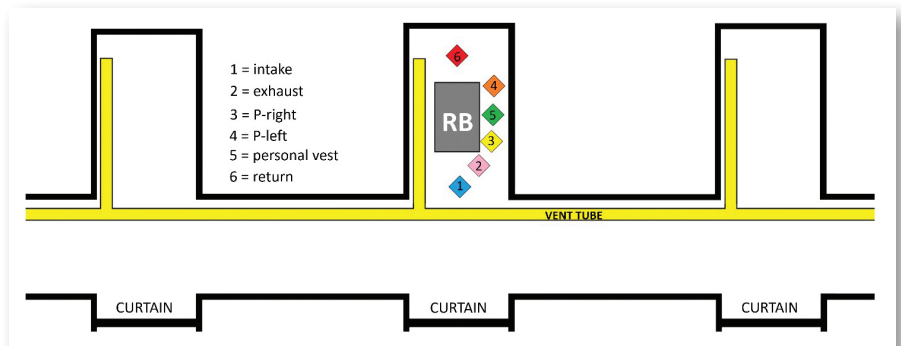 1 = intake
2 = exhaust
3 = P-right
4 = P-left
5 = personal vest
6 = return
6
4
RB
5
3
2
1
VENT TUBE
CURTAIN
CURTAIN
CURTAIN